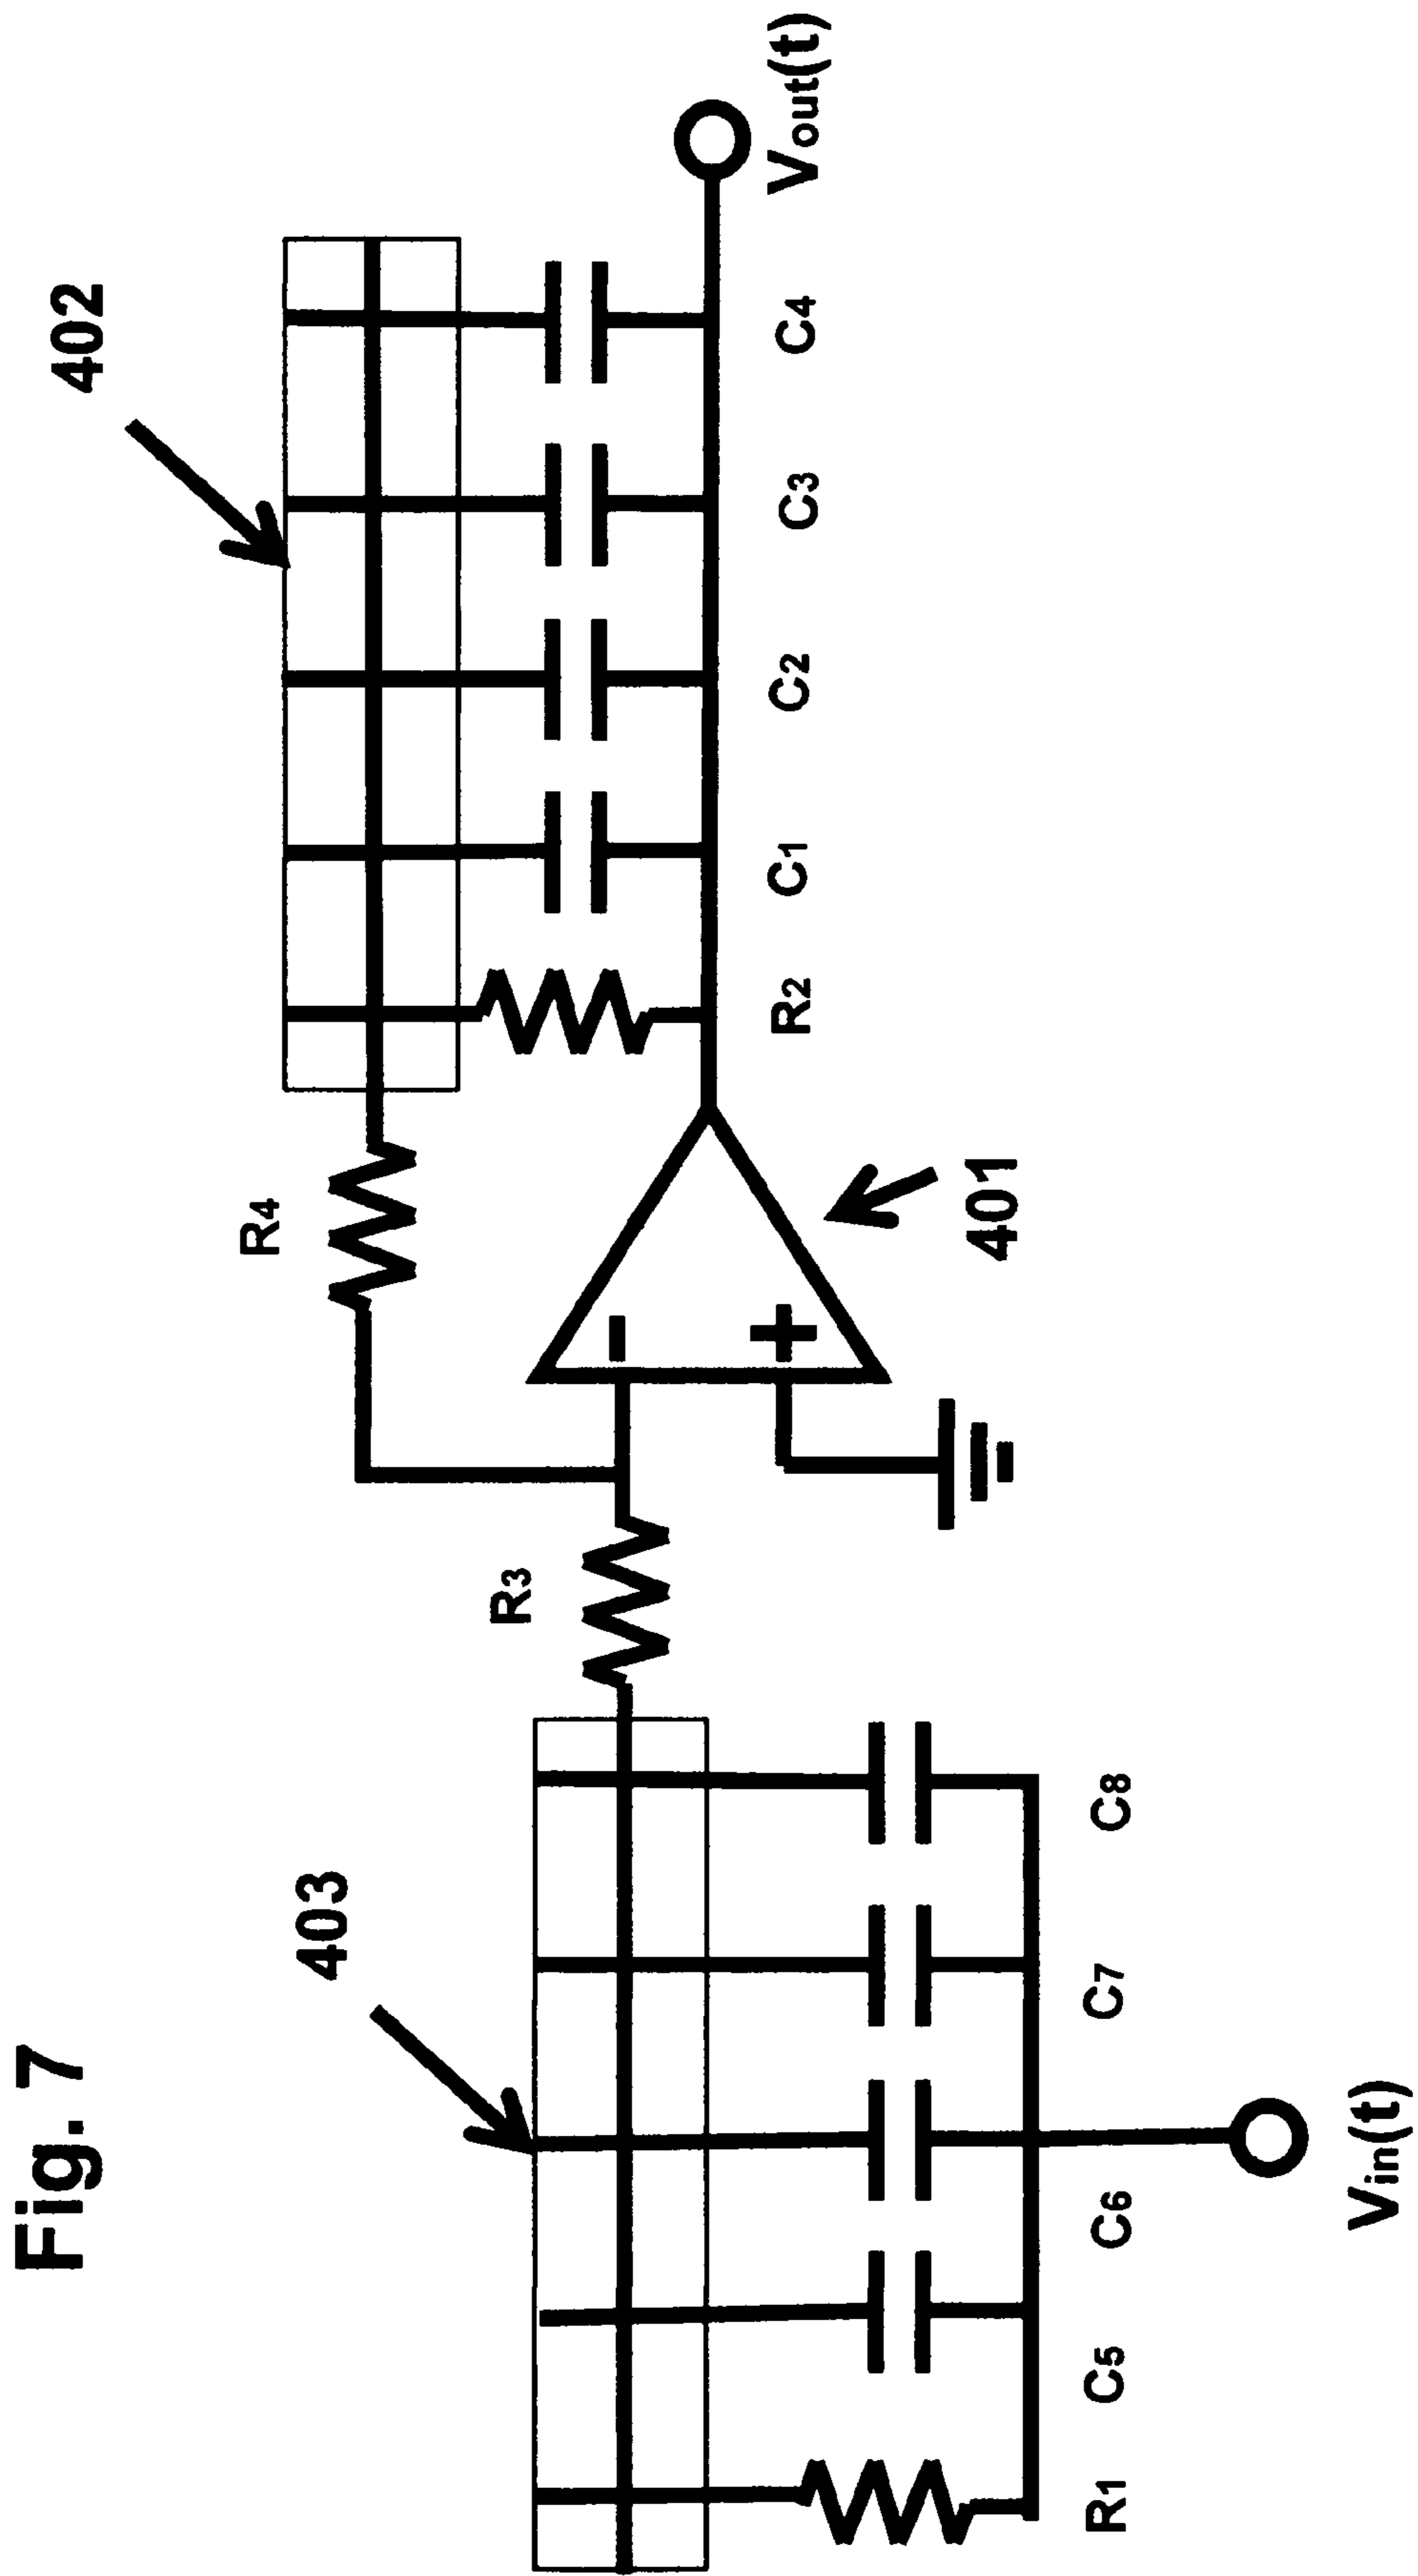 Fig. 7
402
403
R4
R3
401
R2
C1
C2
C3
C4
Vout(t)
R1
C5
C6
C7
C8
Vin(t)
-
+